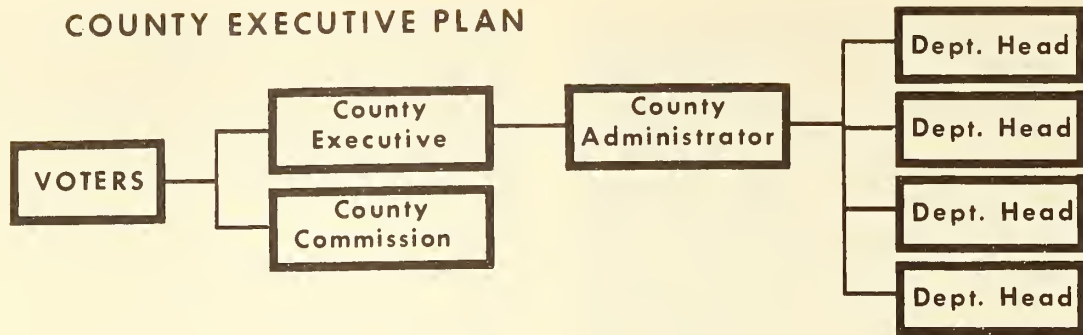 COUNTY EXECUTIVE PLAN
VOTERS
County
Executive
County
Commission
County
Administrator
Dept. Head
Dept. Head
Dept. Head
Dept. Head